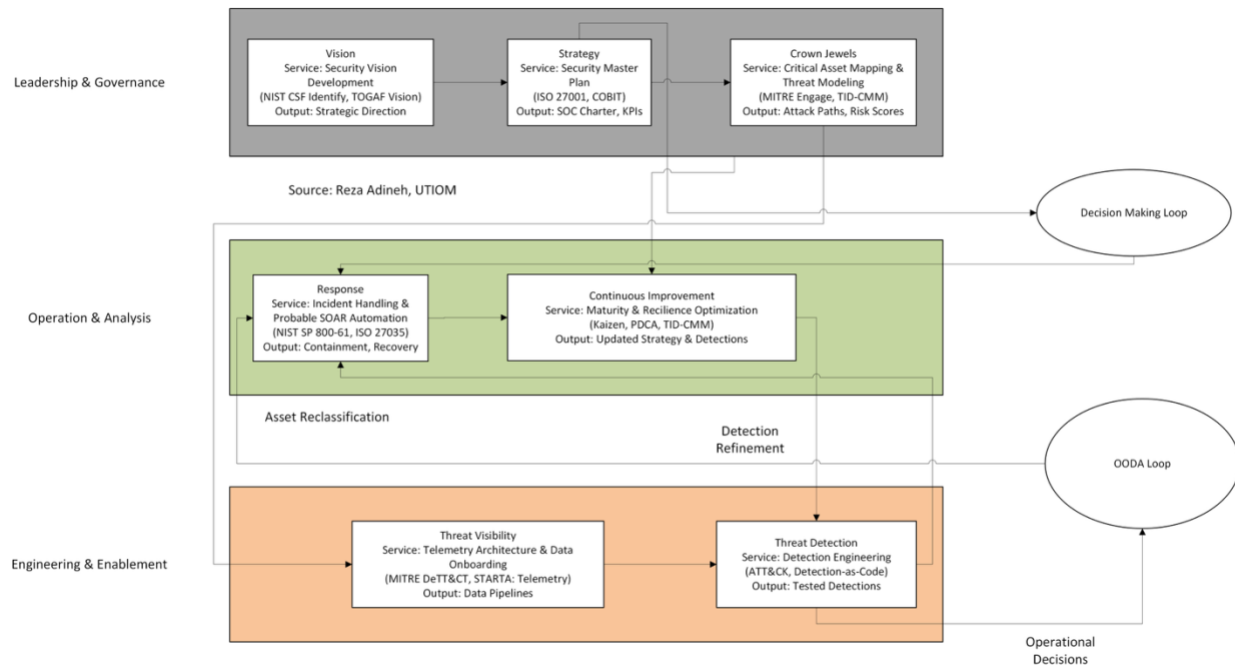 Leadership & Governance
Vision
Service: Security Vision
Development
(NIST CSF Identify, TOGAF Vision)
Output: Strategic Direction
Strategy
Service: Security Master
Plan
(ISO 27001, COBIT)
Output: SOC Charter, KPIs
Crown Jewels
Service: Critical Asset Mapping &
Threat Modeling
(MITRE Engage, TID-CMM)
Output: Attack Paths, Risk Scores
Source: Reza Adineh, UTIOM
Decision Making Loop
Operation & Analysis
Response
Service: Incident Handling &
Probable SOAR Automation
(NIST SP 800-61, ISO 27035)
Output: Containment, Recovery
Continuous Improvement
Service: Maturity & Recilience Optimization
(Kaizen, PDCA, TID-CMM)
Output: Updated Strategy & Detections
Asset Reclassification
Detection
Refinement
OODA Loop
Engineering & Enablement
Threat Visibility
Service: Telemetry Architecture & Data
Onboarding
(MITRE DeTT&CT, STARTA: Telemetry)
Output: Data Pipelines
Threat Detection
Service: Detection Engineering
(ATT&CK, Detection-as-Code)
Output: Tested Detections
Operational
Decisions